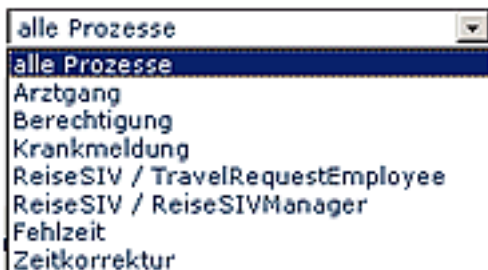 alle Prozesse
alle Prozesse
Arztgang
Berechtigung
Krankmeldung
ReiseSIV / TravelRequestEmployee
ReiseSIV / ReiseSIVManager
Fehlzeit
Zeitkorrektur